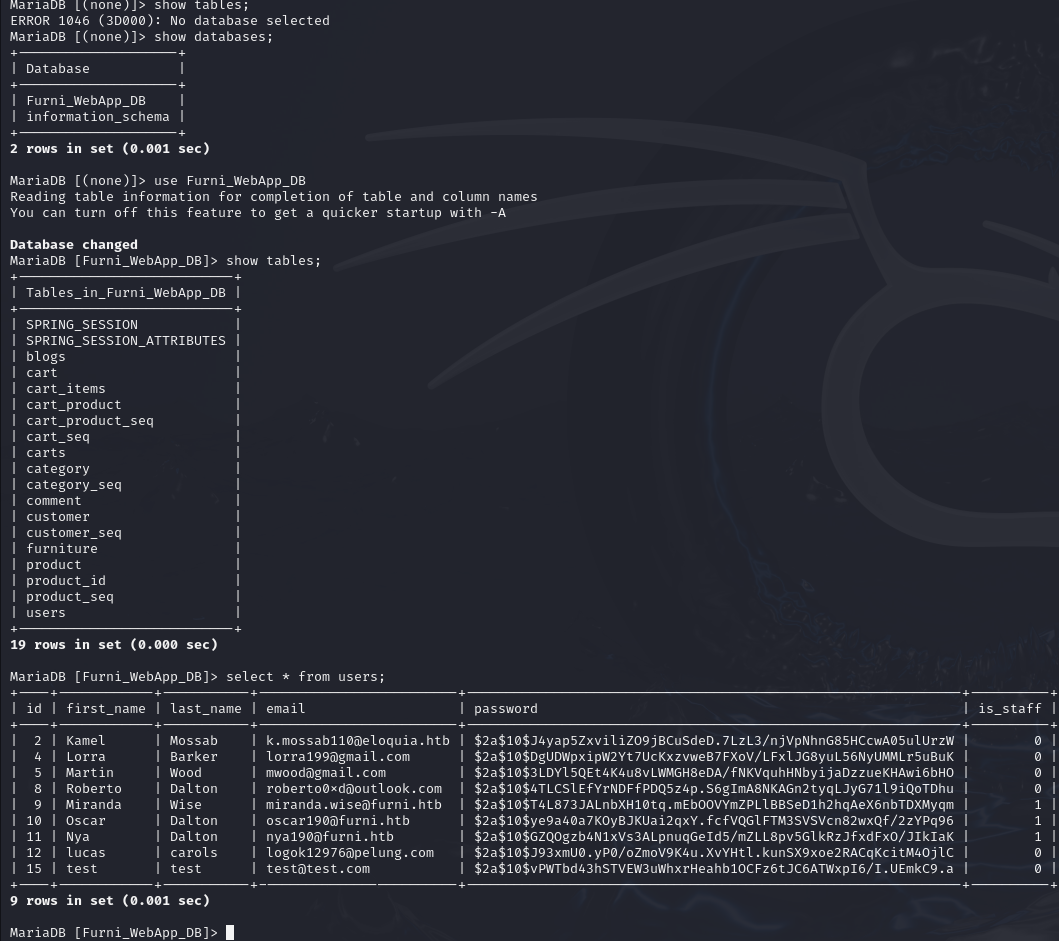 MariaDB [(none)]> show tables;
ERROR 1046 (3D000): No database selected
MariaDB [(none)]> show databases;
+--------------------+
| Database           |
+--------------------+
| Furni_WebApp_DB    |
| information_schema |
+--------------------+
2 rows in set (0.001 sec)
MariaDB [(none)]> use Furni_WebApp_DB
Reading table information for completion of table and column names
You can turn off this feature to get a quicker startup with -A
Database changed
MariaDB [Furni_WebApp_DB]> show tables;
+---------------------------+
| Tables_in_Furni_WebApp_DB |
+---------------------------+
| SPRING_SESSION            |
| SPRING_SESSION_ATTRIBUTES |
| blogs                     |
| cart                      |
| cart_items                |
| cart_product              |
| cart_product_seq          |
| cart_seq                  |
| carts                     |
| category                  |
| category_seq              |
| comment                   |
| customer                  |
| customer_seq              |
| furniture                 |
| product                   |
| product_id                |
| product_seq               |
| users                     |
+---------------------------+
19 rows in set (0.000 sec)
MariaDB [Furni_WebApp_DB]> select * from users;
+----+------------+-----------+-------------------------+--------------------------------------------------------------+----------+
| id | first_name | last_name | email                   | password                                                     | is_staff |
+----+------------+-----------+-------------------------+--------------------------------------------------------------+----------+
|  2 | Kamel      | Mossab    | k.mossab110@eloquia.htb | $2a$10$J4yap5ZxviliZO9jBCuSdeD.7LzL3/njVpNhnG85HCcwA05ulUrzW |        0 |
|  4 | Lorra      | Barker    | lorra199@gmail.com      | $2a$10$DgUDWpxipW2Yt7UcKxzvweB7FXoV/LFxlJG8yuL56NyUMMLr5uBuK |        0 |
|  5 | Martin     | Wood      | mwood@gmail.com         | $2a$10$3LDYl5QEt4K4u8vLWMGH8eDA/fNKVquhHNbyijaDzzueKHAwi6bHO |        0 |
|  8 | Roberto    | Dalton    | roberto0×d@outlook.com  | $2a$10$4TLCSlEfYrNDFfPDQ5z4p.S6gImA8NKAGn2tyqLJyG71l9iQoTDhu |        0 |
|  9 | Miranda    | Wise      | miranda.wise@furni.htb  | $2a$10$T4L873JALnbXH10tq.mEbOOVYmZPLlBBSeD1h2hqAeX6nbTDXMyqm |        1 |
| 10 | Oscar      | Dalton    | oscar190@furni.htb      | $2a$10$ye9a40a7KOyBJKUai2qxY.fcfVQGlFTM3SVSVcn82wxQf/2zYPq96 |        1 |
| 11 | Nya        | Dalton    | nya190@furni.htb        | $2a$10$GZQOgzb4N1xVs3ALpnuqGeId5/mZLL8pv5GlkRzJfxdFxO/JIkIaK |        1 |
| 12 | lucas      | carols    | logok12976@pelung.com   | $2a$10$J93xmU0.yP0/oZmoV9K4u.XvYHtl.kunSX9xoe2RACqKcitM4OjlC |        0 |
| 15 | test       | test      | test@test.com           | $2a$10$vPWTbd43hSTVEW3uWhxrHeahb1OCFz6tJC6ATWxpI6/I.UEmkC9.a |        0 |
+----+------------+-----------+-------------------------+--------------------------------------------------------------+----------+
9 rows in set (0.001 sec)
MariaDB [Furni_WebApp_DB]>